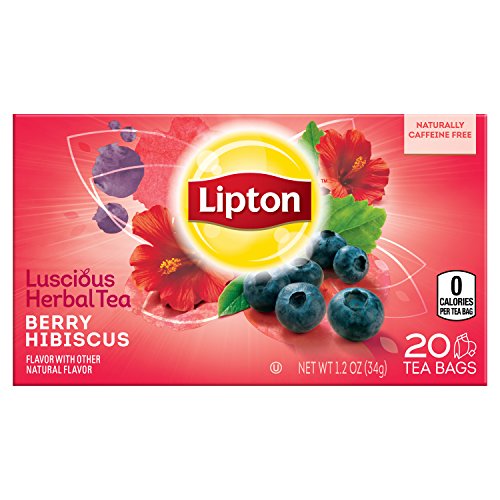 NATURALLY
CAFFEINE FREE
Lipton
Luscious
Herbal Tea
BERRY
HIBISCUS
FLAVOR WITH OTHER
NATURAL FLAVOR
0
CALORIES
PER TEA BAG
U
NET WT 1.2 OZ (34g)
20
TEA BAGS